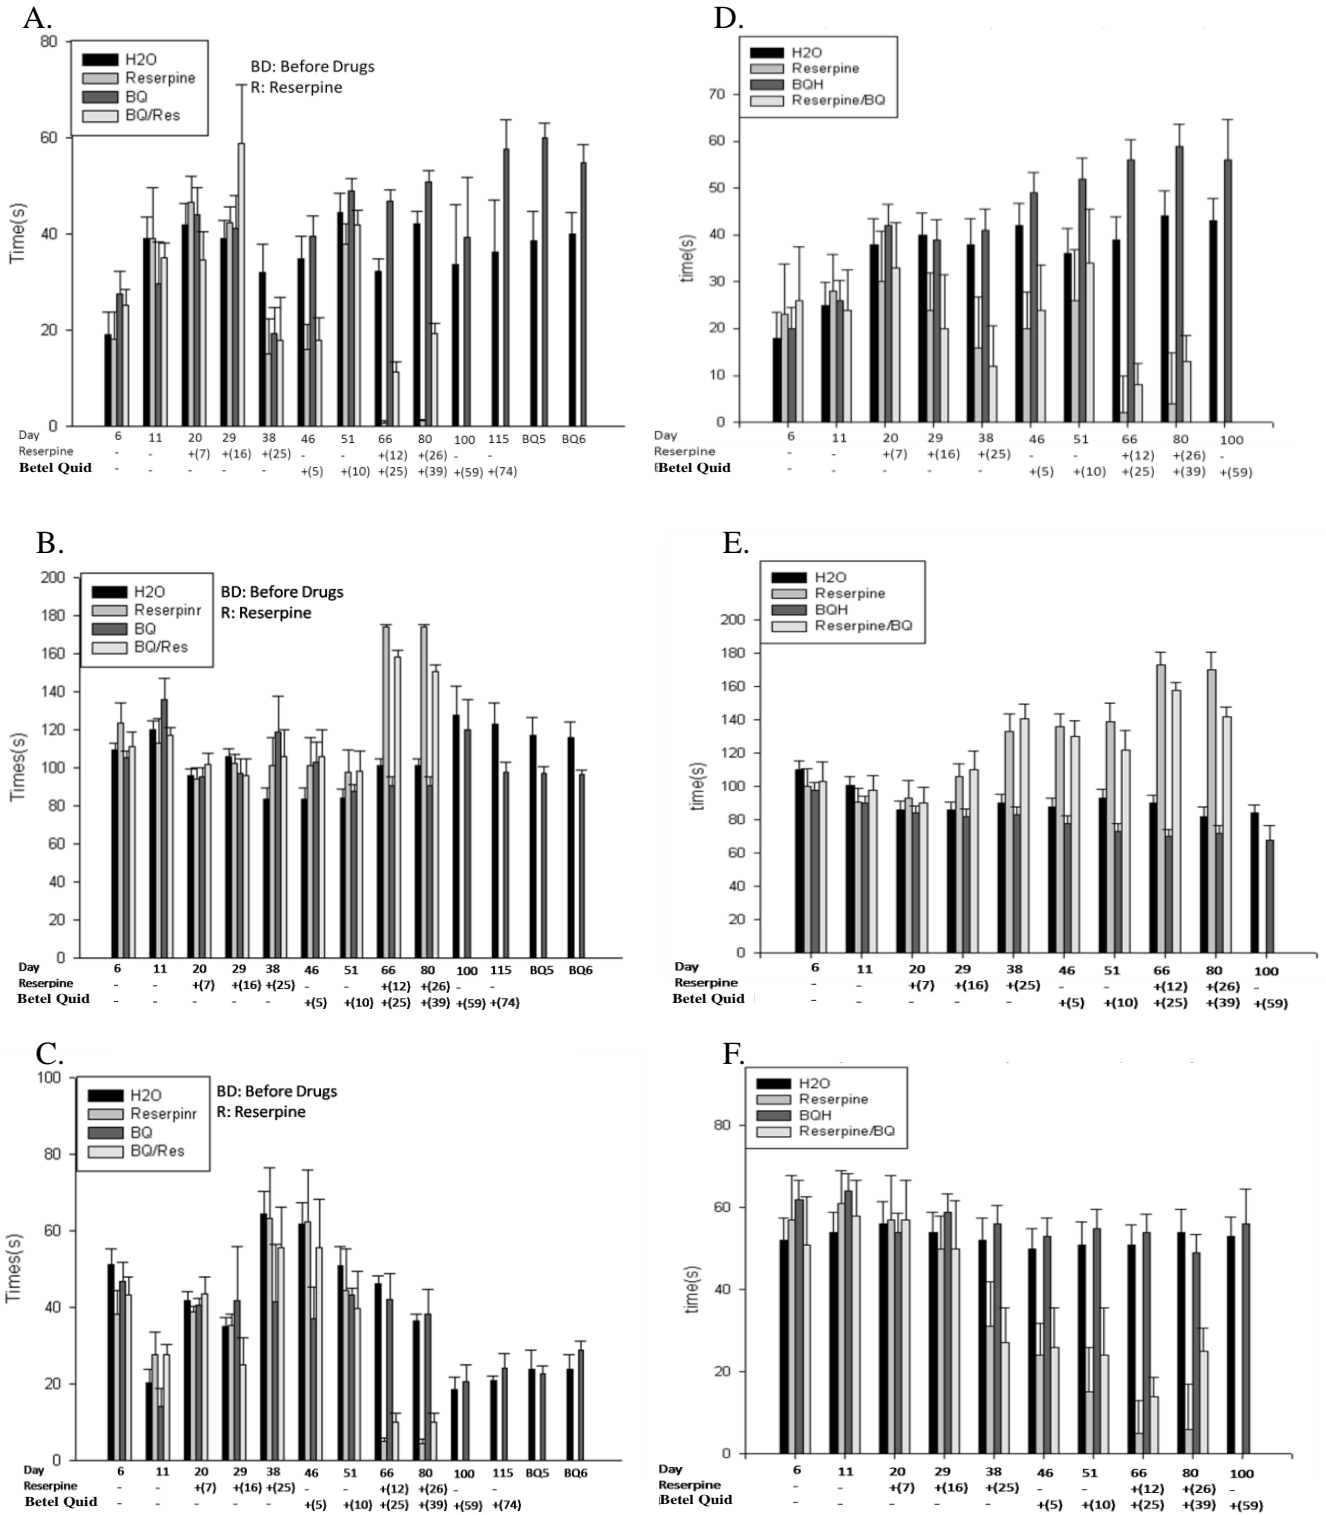 A.
80
60
40
20
0
Time(s)
H2O
Reserpine
BQ
BQ/Res
BD: Before Drugs
R: Reserpine
Day 6 11 20 29 38 46 51 66 80 100 115 BQ5 BQ6
Reserpine - - +(7) +(16) +(25) - - +(12) +(26) - -
Betel Quid - - - - - +(5) +(10) +(25) +(39) +(59) +(74)
D.
70
60
50
40
30
20
10
0
time(s)
H2O
Reserpine
BQH
Reserpine/BQ
Day 6 11 20 29 38 46 51 66 80 100
Reserpine - - +(7) +(16) +(25) - - +(12) +(26) -
Betel Quid - - - - - +(5) +(10) +(25) +(39) +(59)
B.
200
180
160
140
120
100
80
60
40
20
0
Times(s)
H2O
Reserpinr
BQ
BQ/Res
BD: Before Drugs
R: Reserpine
Day 6 11 20 29 38 46 51 66 80 100 115 BQ5 BQ6
Reserpine - - +(7) +(16) +(25) - - +(12) +(26) - -
Betel Quid - - - - - +(5) +(10) +(25) +(39) +(59) +(74)
E.
200
180
160
140
120
100
80
60
40
20
0
time(s)
H2O
Reserpine
BQH
Reserpine/BQ
Day 6 11 20 29 38 46 51 66 80 100
Reserpine - - +(7) +(16) +(25) - - +(12) +(26) -
Betel Quid - - - - - +(5) +(10) +(25) +(39) +(59)
C.
100
80
60
40
20
0
Times(s)
H2O
Reserpinr
BQ
BQ/Res
BD: Before Drugs
R: Reserpine
Day 6 11 20 29 38 46 51 66 80 100 115 BQ5 BQ6
Reserpine - - +(7) +(16) +(25) - - +(12) +(26) - -
Betel Quid - - - - - +(5) +(10) +(25) +(39) +(59) +(74)
F.
80
60
40
20
0
time(s)
H2O
Reserpine
BQH
Reserpine/BQ
Day 6 11 20 29 38 46 51 66 80 100
Reserpine - - +(7) +(16) +(25) - - +(12) +(26) -
Betel Quid - - - - - +(5) +(10) +(25) +(39) +(59)